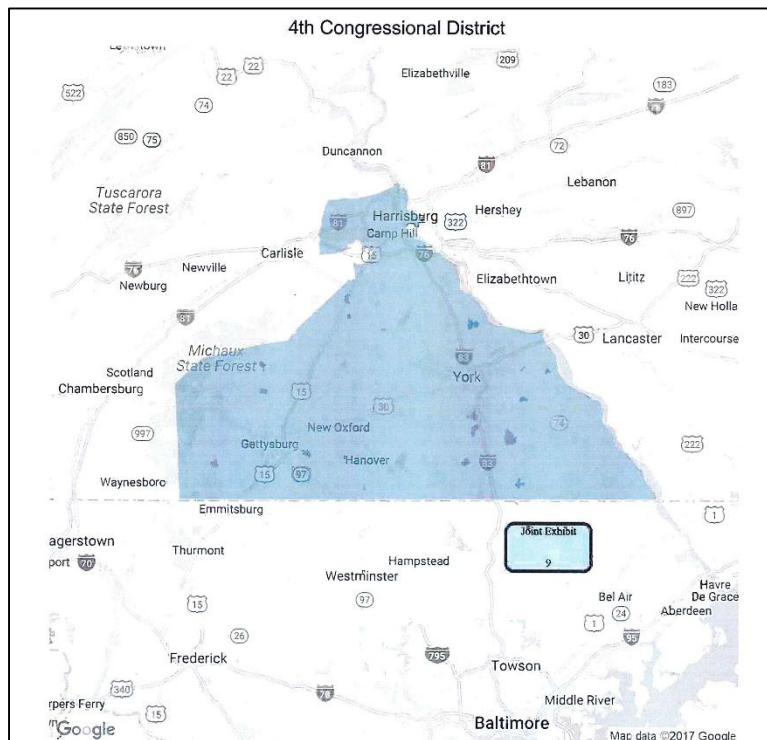 4th Congressional District
209
22
22
Elizabethville
522
183
74
850
75
72
Duncannon
81
Lebanon
Tuscarora
State Forest
Harrisburg
Hershey
322
897
81
Camp Hill
76
Carlisle
15
76
76
Newville
Elizabethtown
Lititz
222
Newburg
322
New Holla
81
30
Lancaster
Intercourse
Michaux
State Forest
Scotland
83
York
Chambersburg
15
30
74
997
New Oxford
222
Gettysburg
Hanover
83
15
97
Waynesboro
Emmitsburg
1
Joint Exhibit
9
agerstown
Thurmont
Hampstead
port
70
Westminster
Havre
De Grace
Bel Air
97
24
Aberdeen
15
1
26
95
795
Frederick
Towson
340
70
Middle River
rpers Ferry
15
Google
Baltimore
Map data ©2017 Google